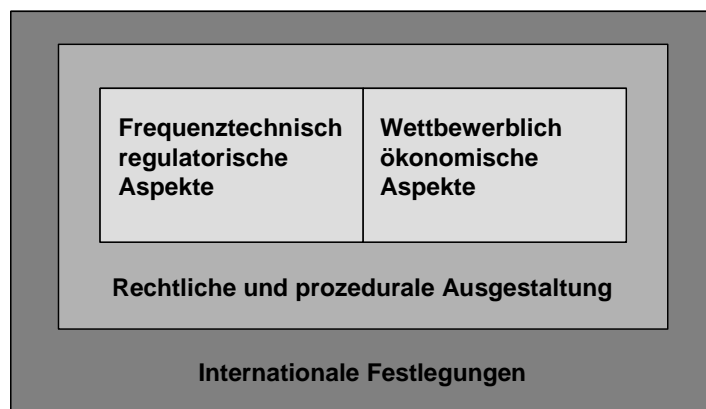 Frequenztechnisch
regulatorische
Aspekte
Wettbewerblich
ökonomische
Aspekte
Rechtliche und prozedurale Ausgestaltung
Internationale Festlegungen